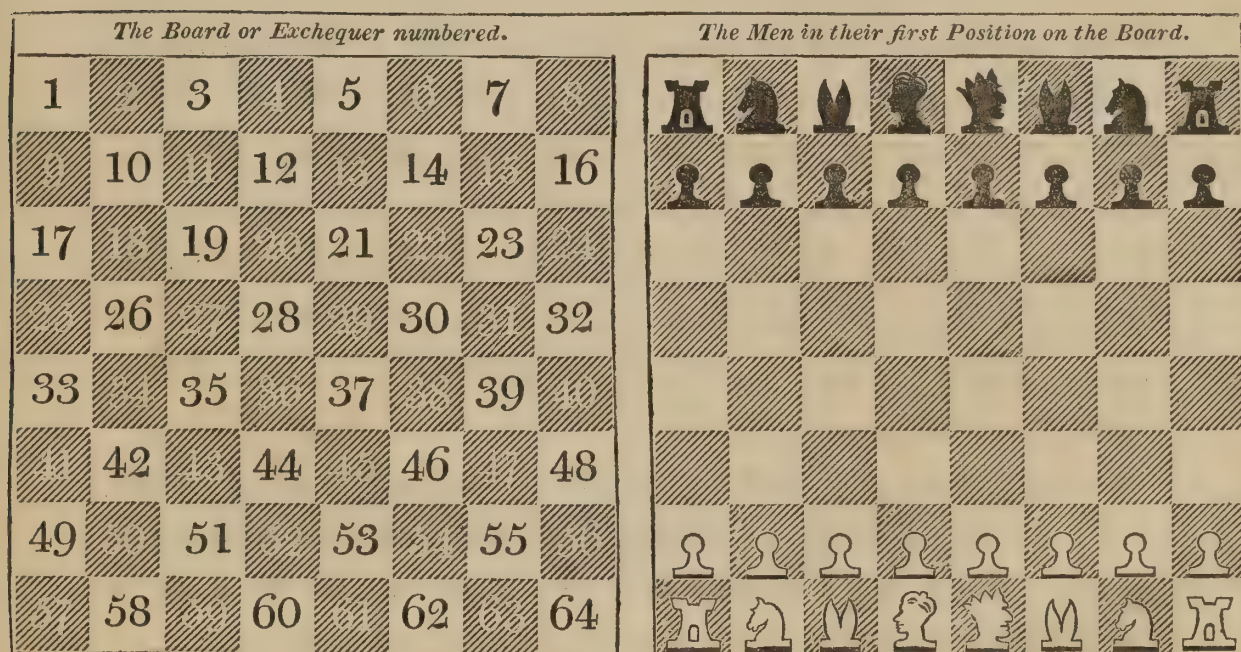 The Board or Exchequer numbered.
1 2 3 4 5 6 7 8
9 10 11 12 13 14 15 16
17 18 19 20 21 22 23 24
25 26 27 28 29 30 31 32
33 34 35 36 37 38 39 40
41 42 43 44 45 46 47 48
49 50 51 52 53 54 55 56
57 58 59 60 61 62 63 64
The Men in their first Position on the Board.